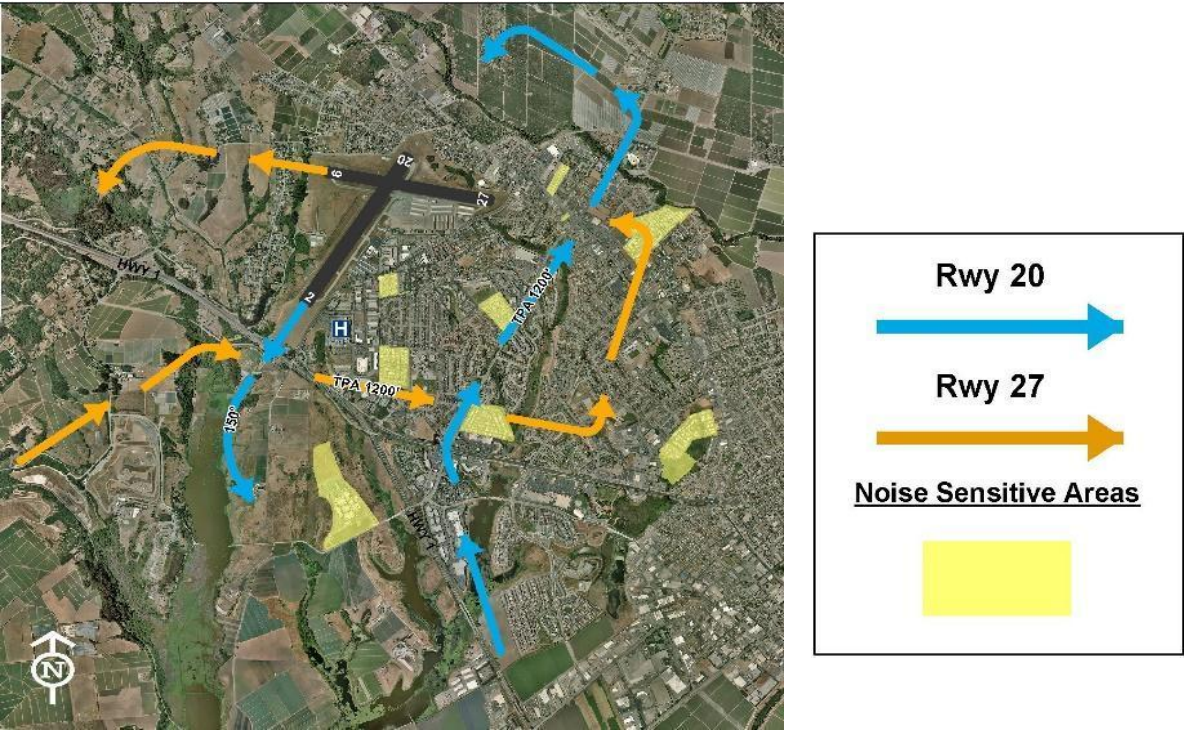 20
9
27
HWY 1
2
H
TPA 1200'
TPA 1200'
150°
HWY 1
N
Rwy 20
Rwy 27
Noise Sensitive Areas